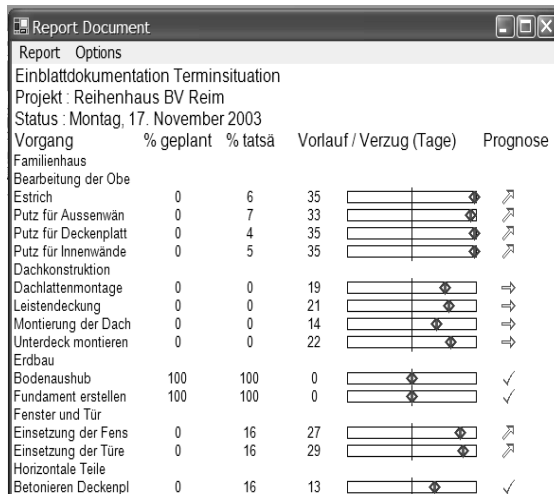 Report Document
Report Options
Einblattdokumentation Terminsituation
Projekt : Reihenhaus BV Reim
Status : Montag, 17. November 2003
Vorgang % geplant % tatsä Vorlauf / Verzug (Tage) Prognose
Familienhaus
Bearbeitung der Obe
Estrich 0 6 35
Putz für Aussenwän 0 7 33
Putz für Deckenplatt 0 4 35
Putz für Innenwände 0 5 35
Dachkonstruktion
Dachlattenmontage 0 0 19
Leistendeckung 0 0 21
Montierung der Dach 0 0 14
Unterdeck montieren 0 0 22
Erdbau
Bodenaushub 100 100 0
Fundament erstellen 100 100 0
Fenster und Tür
Einsetzung der Fens 0 16 27
Einsetzung der Türe 0 16 29
Horizontale Teile
Betonieren Deckenpl 0 16 13